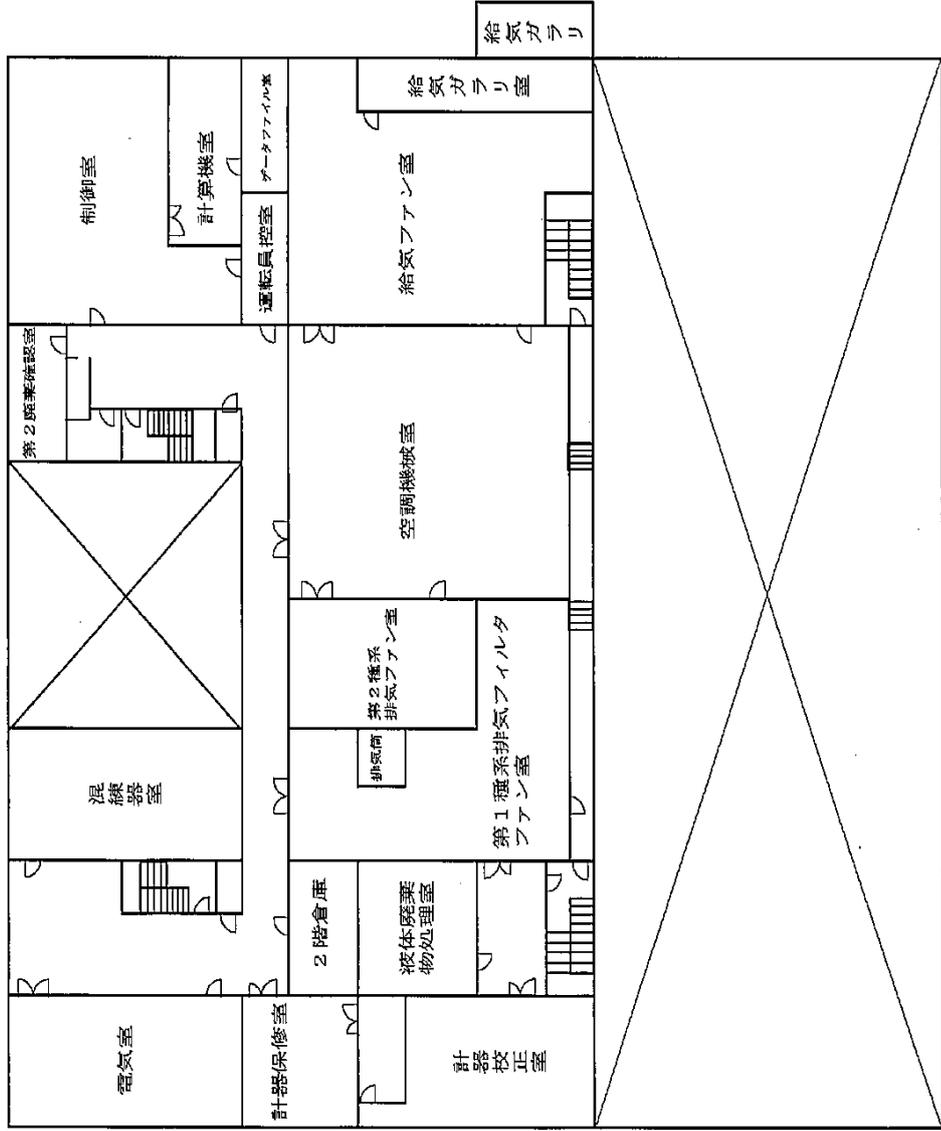 給気ガラリ
給気ガラリ室
制御室
計算機室
データファイル室
運転員控室
給気ファン室
第2廃棄確認室
空調機械室
第2種系
排気ファン室
排気筒
第1種系排気フィルタ
ファン室
混練器室
2階倉庫
液体廃棄
物処理室
電気室
計器保修室
計器校正室